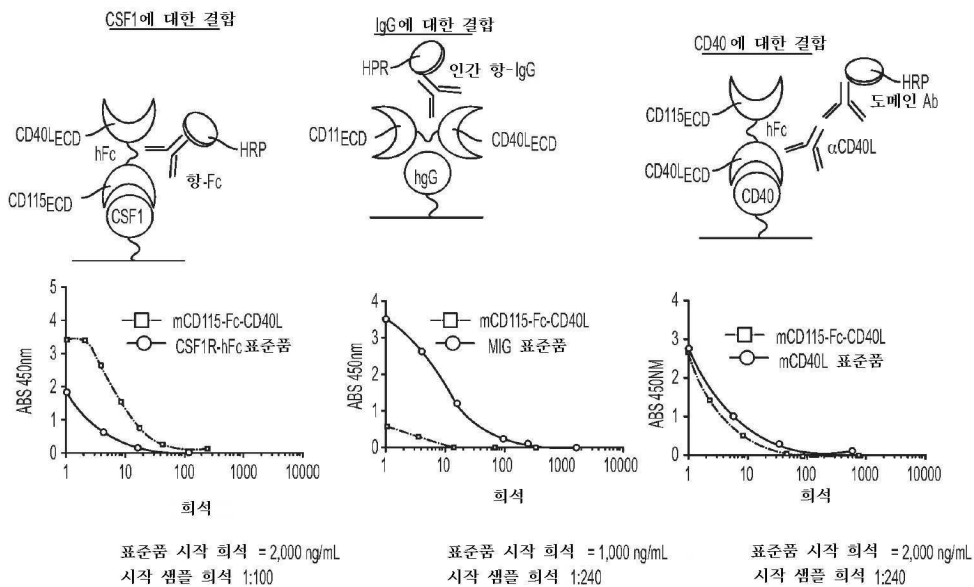 CSF1에 대한 결합
CD40LECD
hFc
HRP
항-Fc
CD115ECD
CSF1
IgG에 대한 결합
HPR
인간 항-IgG
CD11ECD
CD40LECD
hgG
CD40에 대한 결합
HRP
도메인 Ab
CD115ECD
hFc
αCD40L
CD40LECD
CD40
ABS 450nm
5
4
3
2
1
0
mCD115-Fc-CD40L
CSF1R-hFc 표준품
1 10 100 1000 10000
희석
표준품 시작 희석 = 2,000 ng/mL
시작 샘플 희석 1:100
ABS 450nm
4
3
2
1
0
mCD115-Fc-CD40L
MIG 표준품
1 10 100 1000 10000
희석
표준품 시작 희석 = 1,000 ng/mL
시작 샘플 희석 1:240
ABS 450NM
4
3
2
1
0
mCD115-Fc-CD40L
mCD40L 표준품
1 10 100 1000 10000
희석
표준품 시작 희석 = 2,000 ng/mL
시작 샘플 희석 1:240